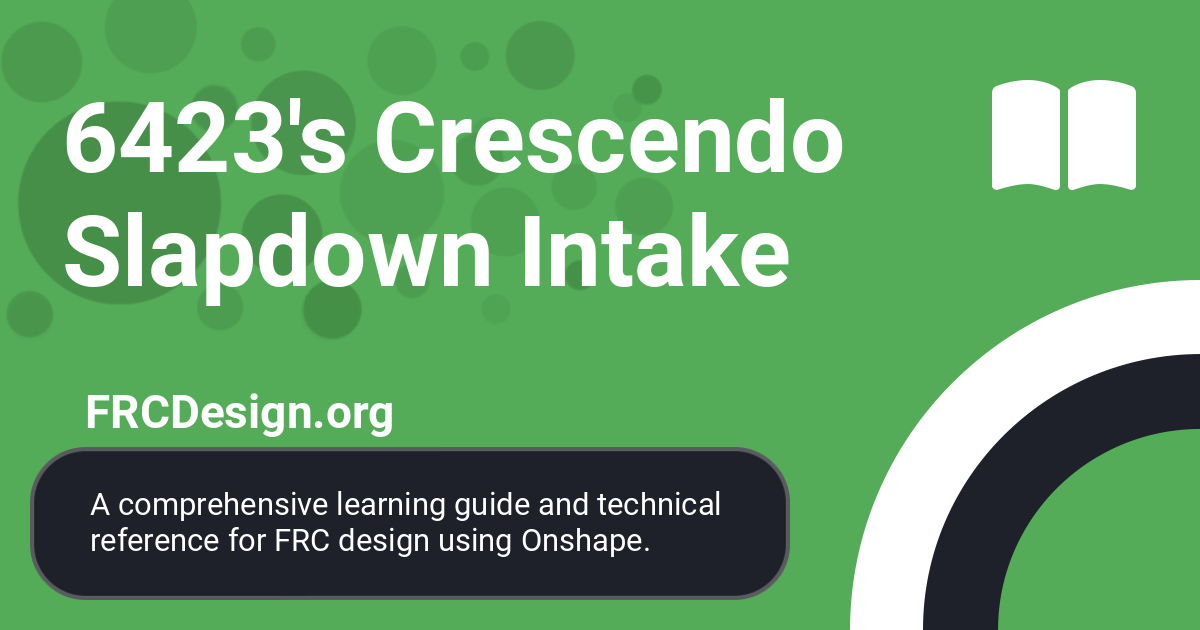 6423's Crescendo
Slapdown Intake
FRCDesign.org
A comprehensive learning guide and technical
reference for FRC design using Onshape.